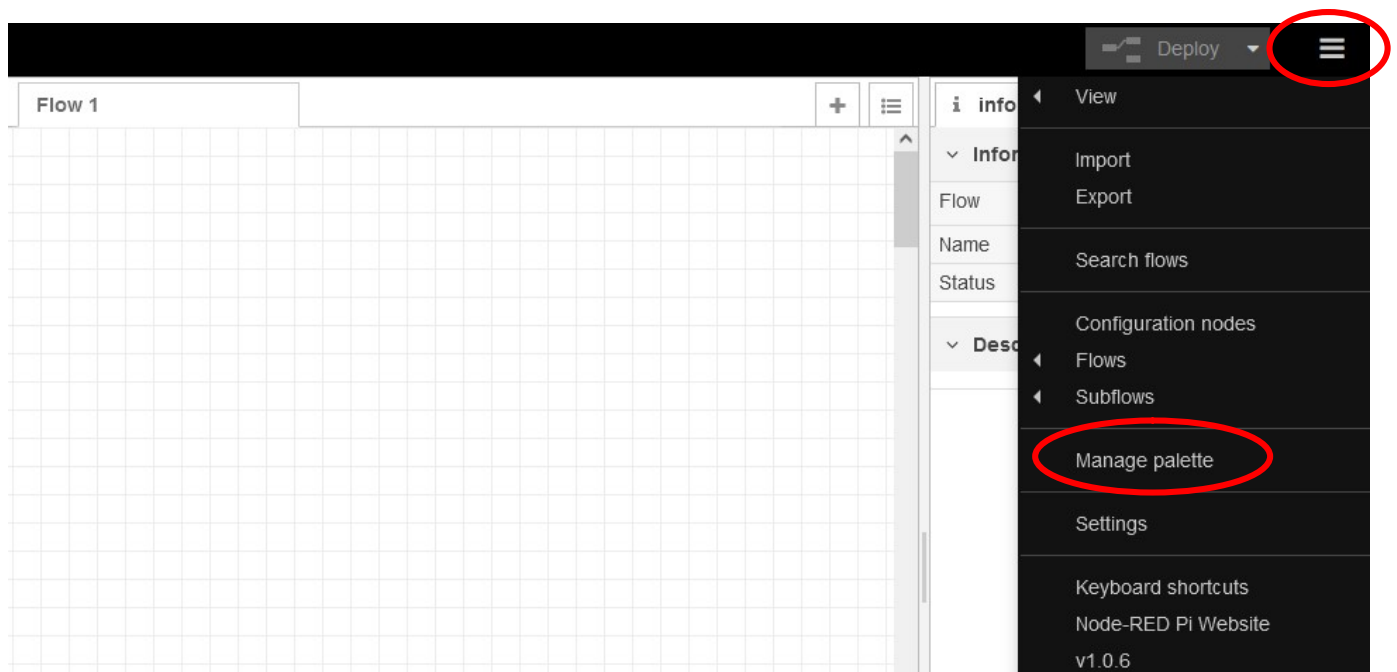 Deploy
Flow 1
info
View
Infor
Import
Flow
Export
Name
Search flows
Status
Configuration nodes
Desc
Flows
Subflows
Manage palette
Settings
Keyboard shortcuts
Node-RED Pi Website
v1.0.6